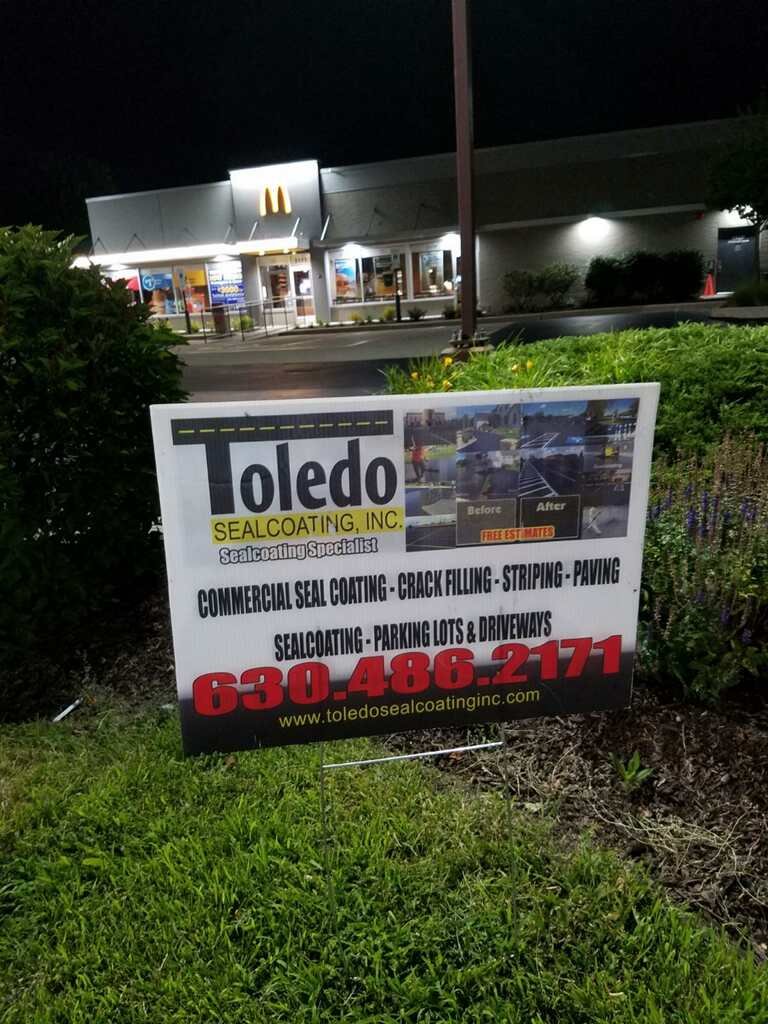 Toledo
SEALCOATING, INC.
Sealcoating Specialist
Before
After
FREE ESTIMATES
COMMERCIAL SEAL COATING - CRACK FILLING - STRIPING - PAVING
SEALCOATING - PARKING LOTS & DRIVEWAYS
630.486.2171
www.toledosealcoatinginc.com